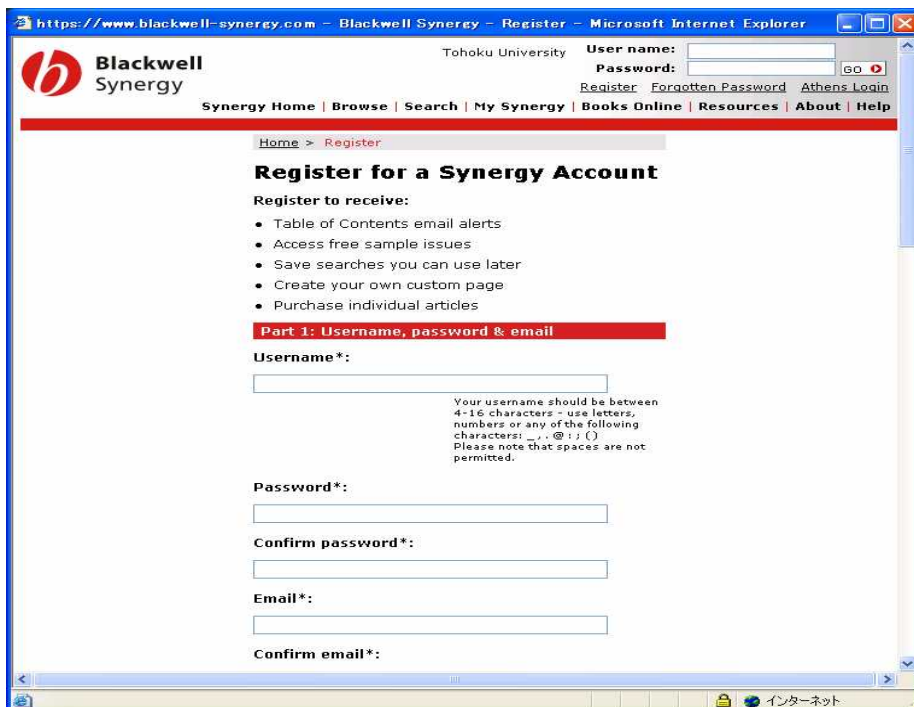 https://www.blackwell-synergy.com - Blackwell Synergy - Register - Microsoft Internet Explorer
Blackwell
Synergy
Tohoku University
User name:
Password:
GO
Register Forgotten Password Athens Login
Synergy Home | Browse | Search | My Synergy | Books Online | Resources | About | Help
Home > Register
Register for a Synergy Account
Register to receive:
• Table of Contents email alerts
• Access free sample issues
• Save searches you can use later
• Create your own custom page
• Purchase individual articles
Part 1: Username, password & email
Username*:
Your username should be between
4-16 characters - use letters,
numbers or any of the following
characters: _ , . @ : ; ( )
Please note that spaces are not
permitted.
Password*:
Confirm password*:
Email*:
Confirm email*:
インターネット